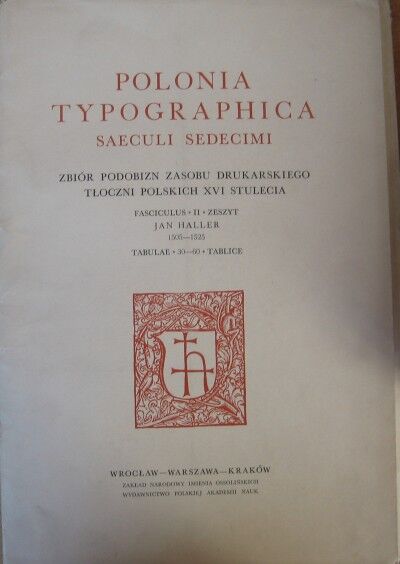 POLONIA
TYPOGRAPHICA
SAECULI SEDECIMI
ZBIÓR PODOBIZN ZASOBU DRUKARSKIEGO
TŁOCZNI POLSKICH XVI STULECIA
FASCICULUS • II • ZESZYT
JAN HALLER
1505—1525
TABULAE • 30—60 • TABLICE
WROCŁAW—WARSZAWA—KRAKÓW
ZAKŁAD NARODOWY IMIENIA OSSOLIŃSKICH
WYDAWNICTWO POLSKIEJ AKADEMII NAUK